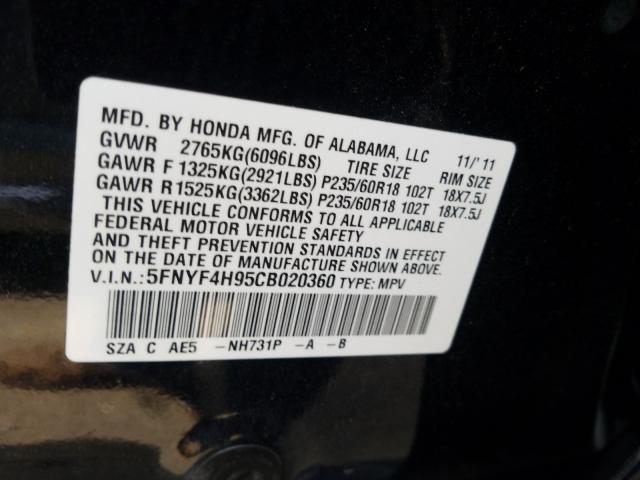 MFD. BY HONDA MFG. OF ALABAMA, LLC 11/'11
GVWR 2765KG(6096LBS) TIRE SIZE RIM SIZE
GAWR F 1325KG(2921LBS) P235/60R18 102T 18X7.5J
GAWR R 1525KG(3362LBS) P235/60R18 102T 18X7.5J
THIS VEHICLE CONFORMS TO ALL APPLICABLE
FEDERAL MOTOR VEHICLE SAFETY
AND THEFT PREVENTION STANDARDS IN EFFECT
ON THE DATE OF MANUFACTURE SHOWN ABOVE.
V.I.N.:5FNYF4H95CB020360 TYPE: MPV
SZA C AE5 -NH731P -A -B